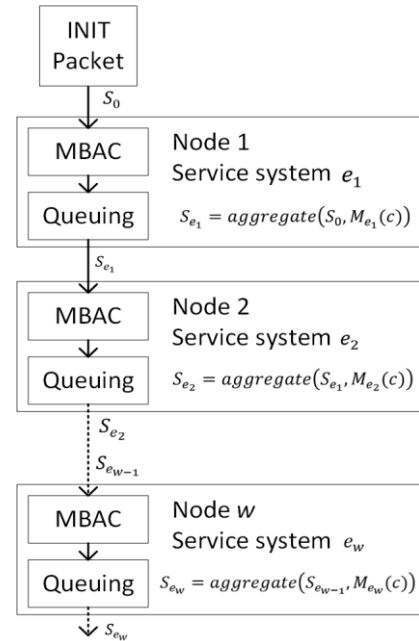 INIT
Packet
S_0
MBAC
Node 1
Service system e_1
Queuing
S_{e_1} = aggregate(S_0, M_{e_1}(c))
S_{e_1}
MBAC
Node 2
Service system e_2
Queuing
S_{e_2} = aggregate(S_{e_1}, M_{e_2}(c))
S_{e_2}
S_{e_{w-1}}
MBAC
Node w
Service system e_w
Queuing
S_{e_w} = aggregate(S_{e_{w-1}}, M_{e_w}(c))
S_{e_w}